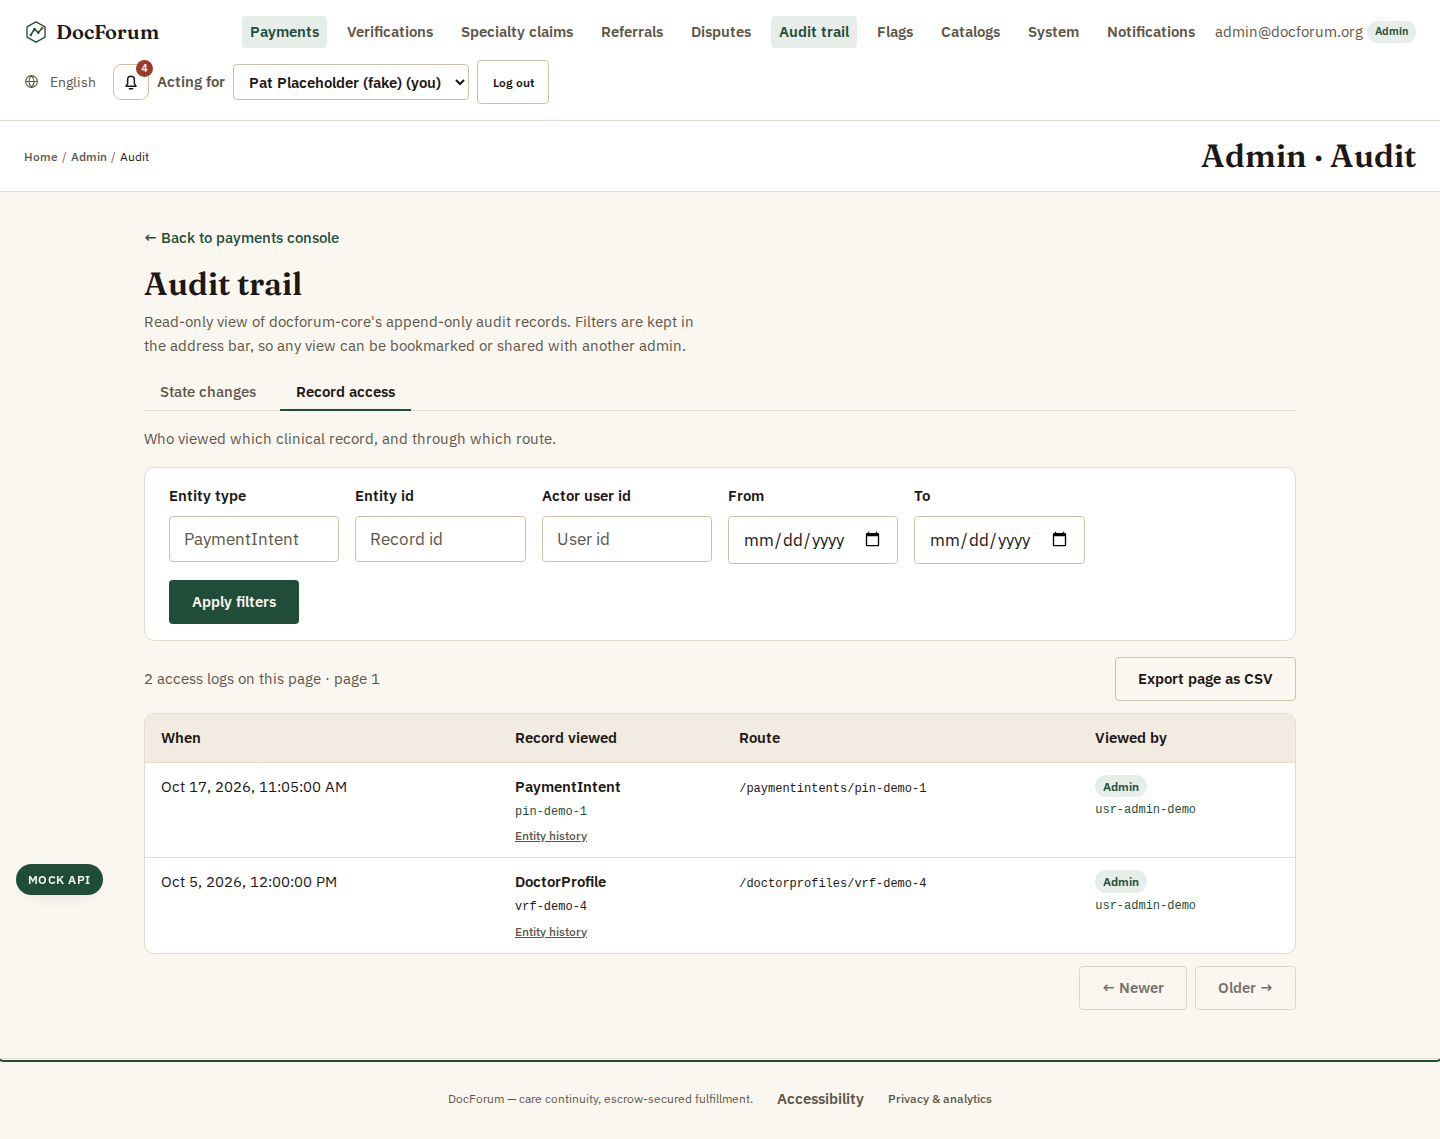 DocForum
Payments Verifications Specialty claims Referrals Disputes Audit trail Flags Catalogs System Notifications admin@docforum.org Admin
English 4 Acting for Pat Placeholder (fake) (you) Log out
Home / Admin / Audit
Admin · Audit
← Back to payments console
Audit trail
Read-only view of docforum-core's append-only audit records. Filters are kept in
the address bar, so any view can be bookmarked or shared with another admin.
State changes Record access
Who viewed which clinical record, and through which route.
Entity type Entity id Actor user id From To
PaymentIntent Record id User id mm/dd/yyyy mm/dd/yyyy
Apply filters
2 access logs on this page · page 1 Export page as CSV
When Record viewed Route Viewed by
Oct 17, 2026, 11:05:00 AM PaymentIntent /paymentintents/pin-demo-1 Admin
pin-demo-1 usr-admin-demo
Entity history
MOCK API
Oct 5, 2026, 12:00:00 PM DoctorProfile /doctorprofiles/vrf-demo-4 Admin
vrf-demo-4 usr-admin-demo
Entity history
← Newer Older →
DocForum — care continuity, escrow-secured fulfillment. Accessibility Privacy & analytics